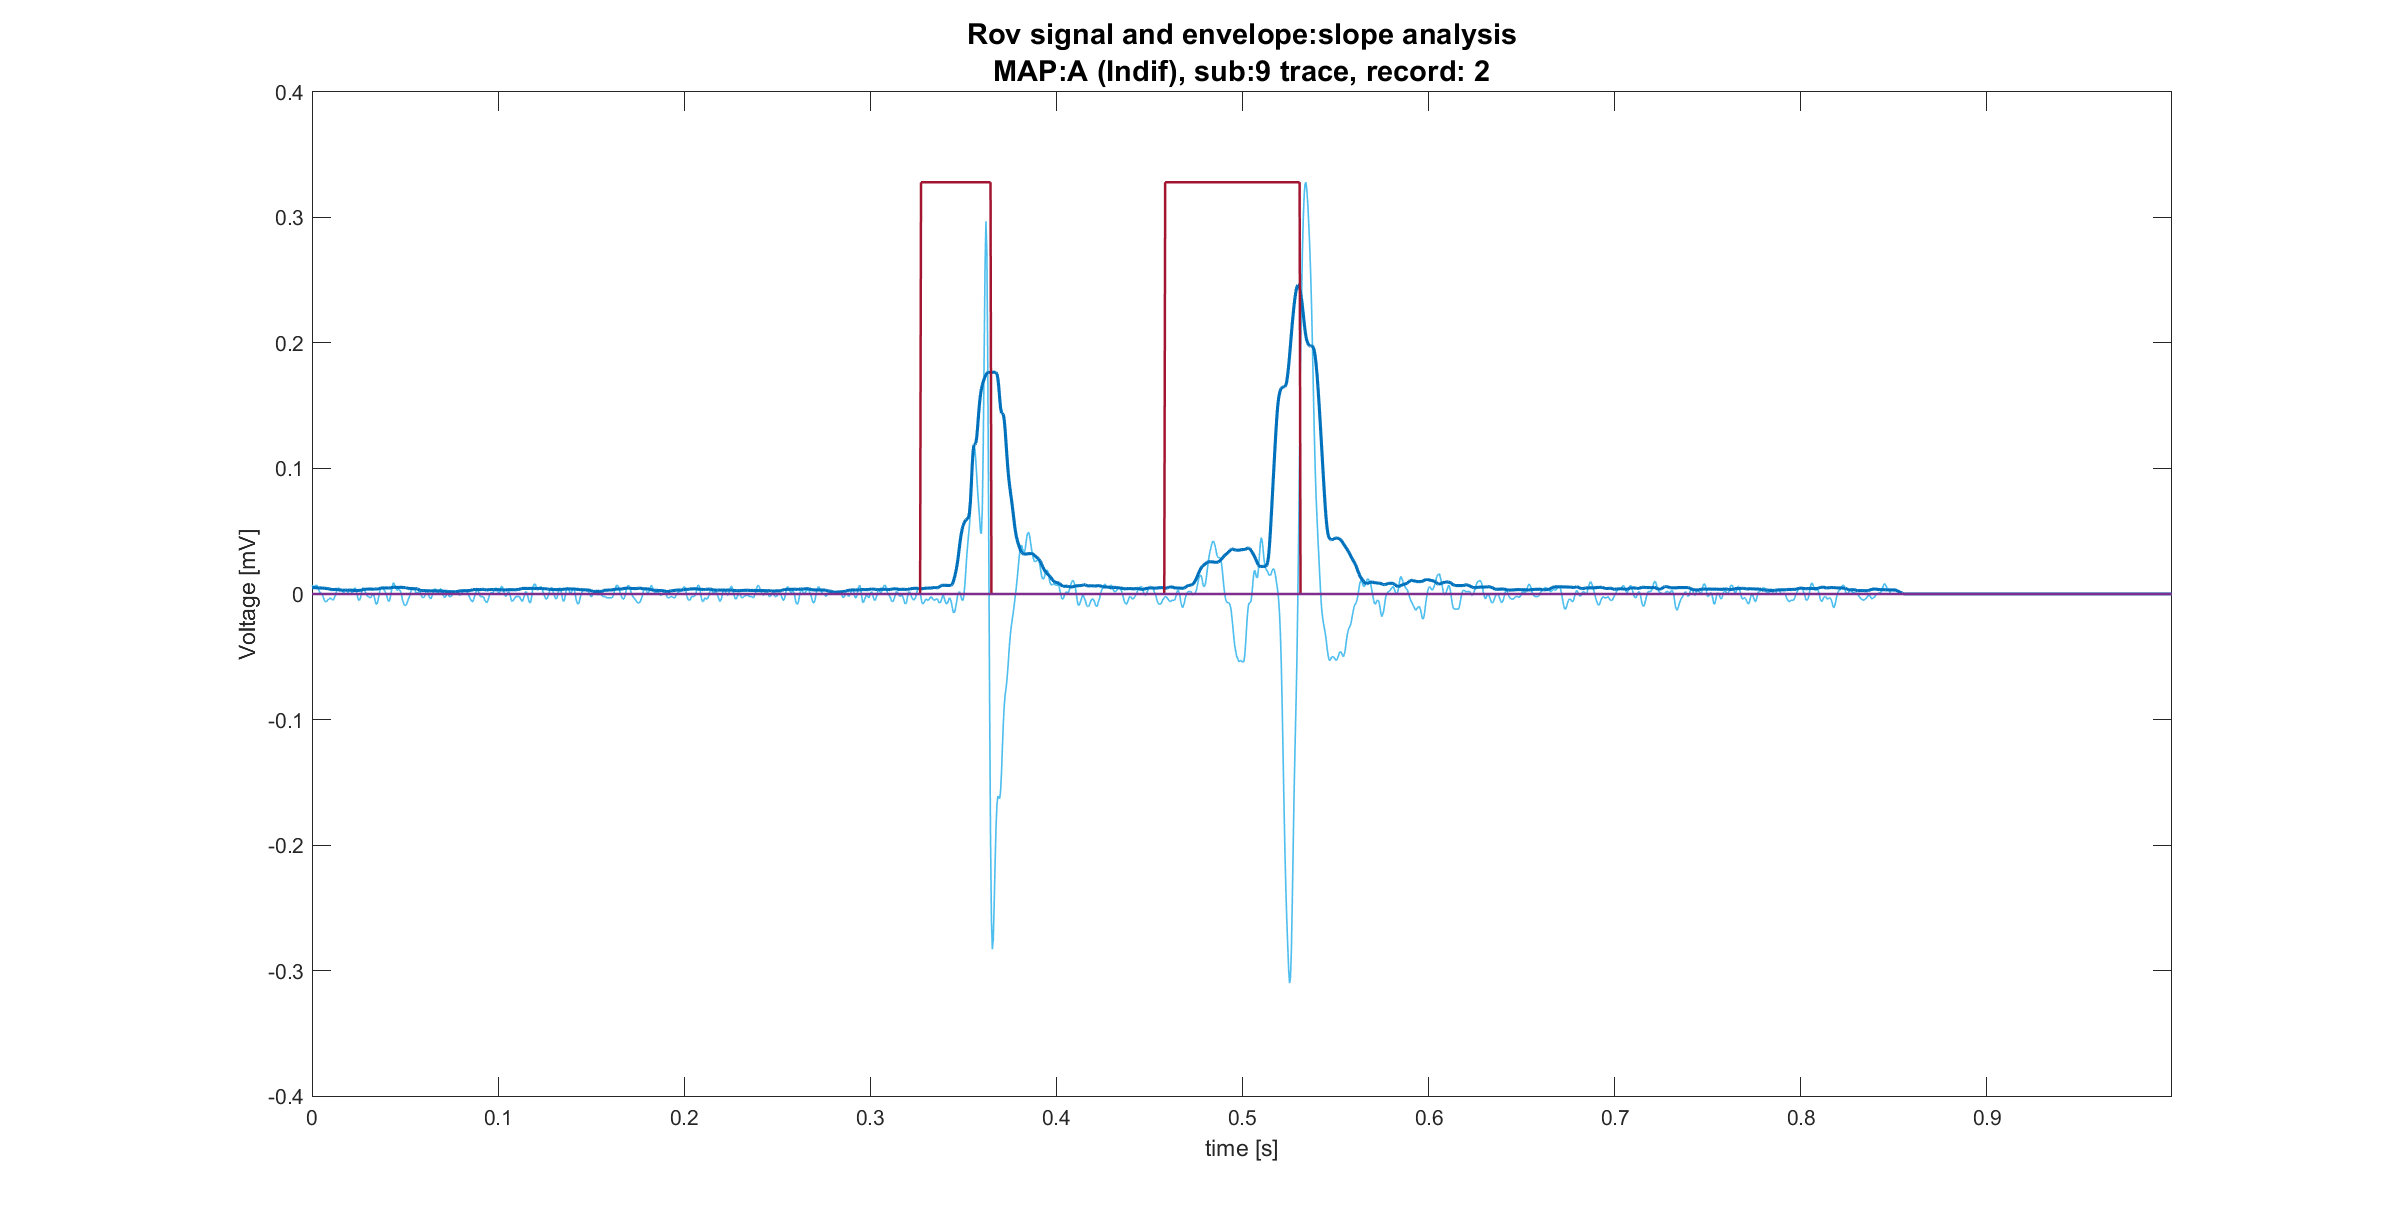 Rov signal and envelope:slope analysis
MAP:A (Indif), sub:9 trace, record: 2
0.4
0.3
0.2
0.1
0
-0.1
-0.2
-0.3
-0.4
Voltage [mV]
0 0.1 0.2 0.3 0.4 0.5 0.6 0.7 0.8 0.9
time [s]